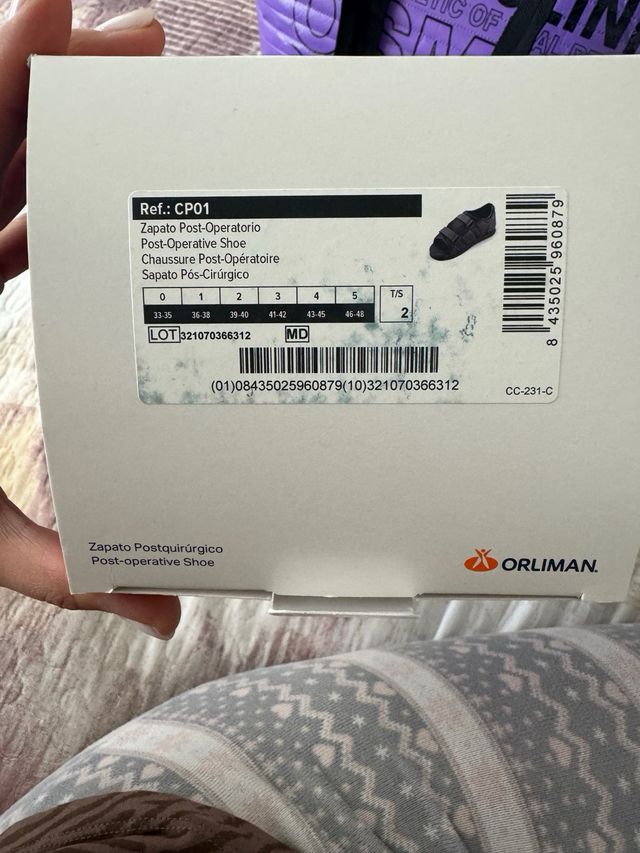 Ref.: CP01
Zapato Post-Operatorio
Post-Operative Shoe
Chaussure Post-Opératoire
Sapato Pós-Cirúrgico
0 1 2 3 4 5 T/S
33-35 36-38 39-40 41-42 43-45 46-48 2
LOT 321070366312 MD
(01)08435025960879(10)321070366312
8 435025 960879
CC-231-C
Zapato Postquirúrgico
Post-operative Shoe
ORLIMAN.